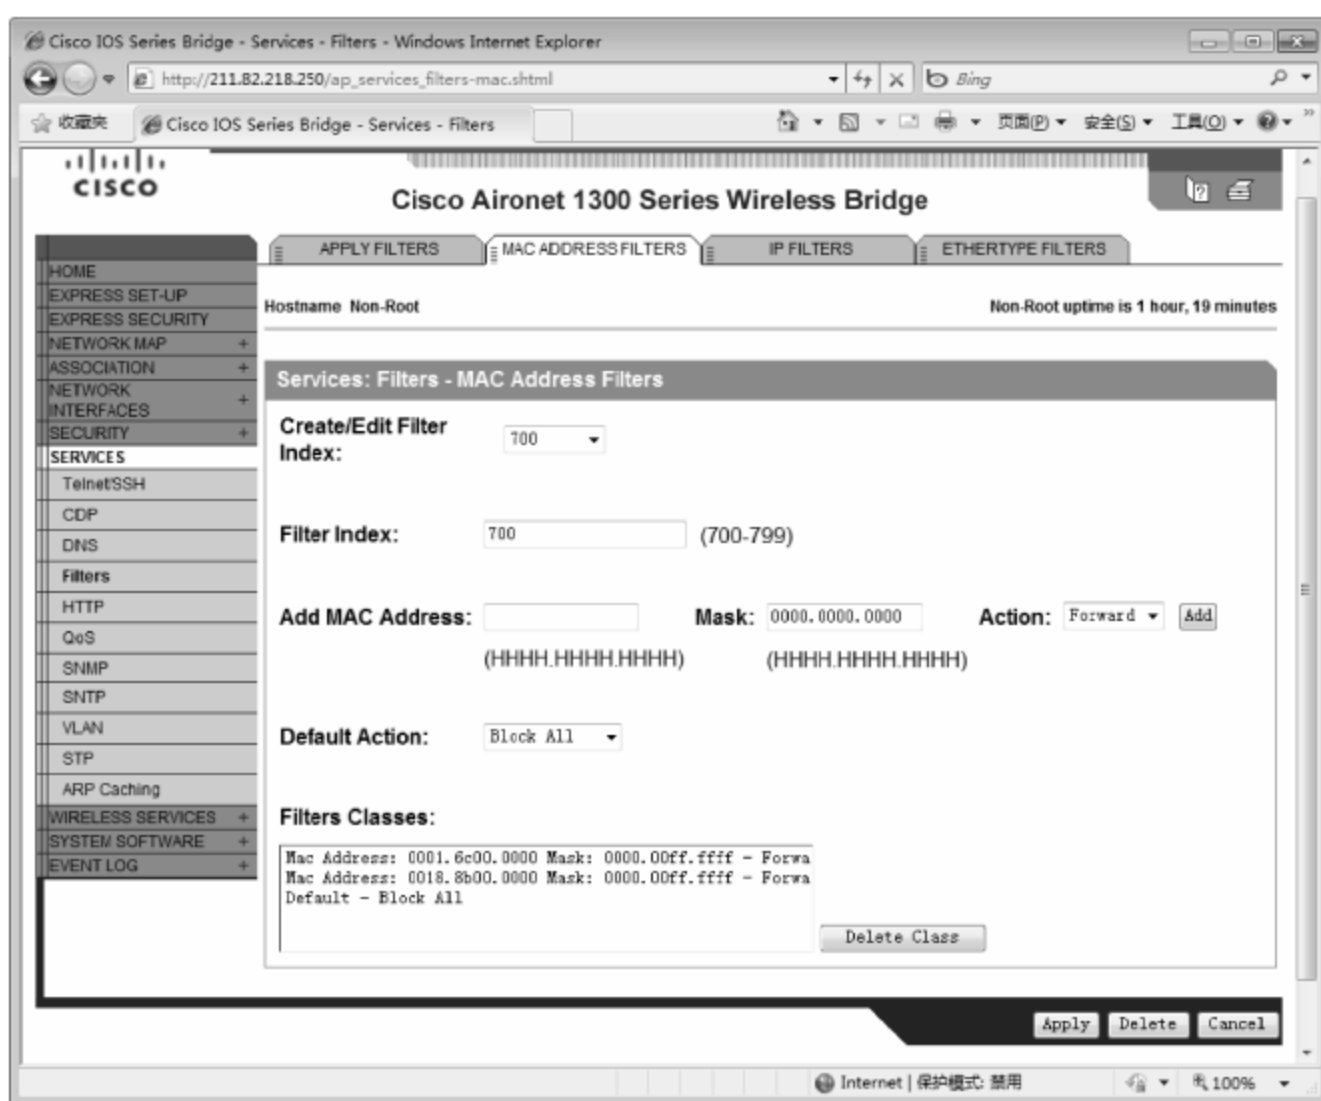 Cisco IOS Series Bridge - Services - Filters - Windows Internet Explorer
http://211.82.218.250/ap_services_filters-mac.shtml
Bing
收藏夹
Cisco IOS Series Bridge - Services - Filters
页面(P)
安全(S)
工具(O)
CISCO
Cisco Aironet 1300 Series Wireless Bridge
APPLY FILTERS
MAC ADDRESS FILTERS
IP FILTERS
ETHERTYPE FILTERS
HOME
EXPRESS SET-UP
EXPRESS SECURITY
NETWORK MAP +
ASSOCIATION +
NETWORK
INTERFACES +
SECURITY +
SERVICES
Telnet/SSH
CDP
DNS
Filters
HTTP
QoS
SNMP
SNTP
VLAN
STP
ARP Caching
WIRELESS SERVICES +
SYSTEM SOFTWARE +
EVENT LOG +
Hostname Non-Root
Non-Root uptime is 1 hour, 19 minutes
Services: Filters - MAC Address Filters
Create/Edit Filter
Index:
700
Filter Index:
700
(700-799)
Add MAC Address:
(HHHH.HHHH.HHHH)
Mask:
0000.0000.0000
(HHHH.HHHH.HHHH)
Action:
Forward
Add
Default Action:
Block All
Filters Classes:
Mac Address: 0001.6c00.0000 Mask: 0000.00ff.ffff - Forwa
Mac Address: 0018.8b00.0000 Mask: 0000.00ff.ffff - Forwa
Default - Block All
Delete Class
Apply
Delete
Cancel
Internet | 保护模式: 禁用
100%